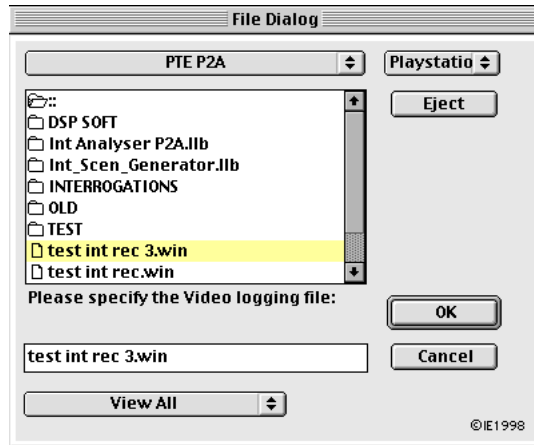 File Dialog
PTE P2A
Playstatio
::
DSP SOFT
Int Analyser P2A.llb
Int_Scen_Generator.llb
INTERROGATIONS
OLD
TEST
test int rec 3.win
test int rec.win
Eject
Please specify the Video logging file:
OK
test int rec 3.win
Cancel
View All
©IE1998